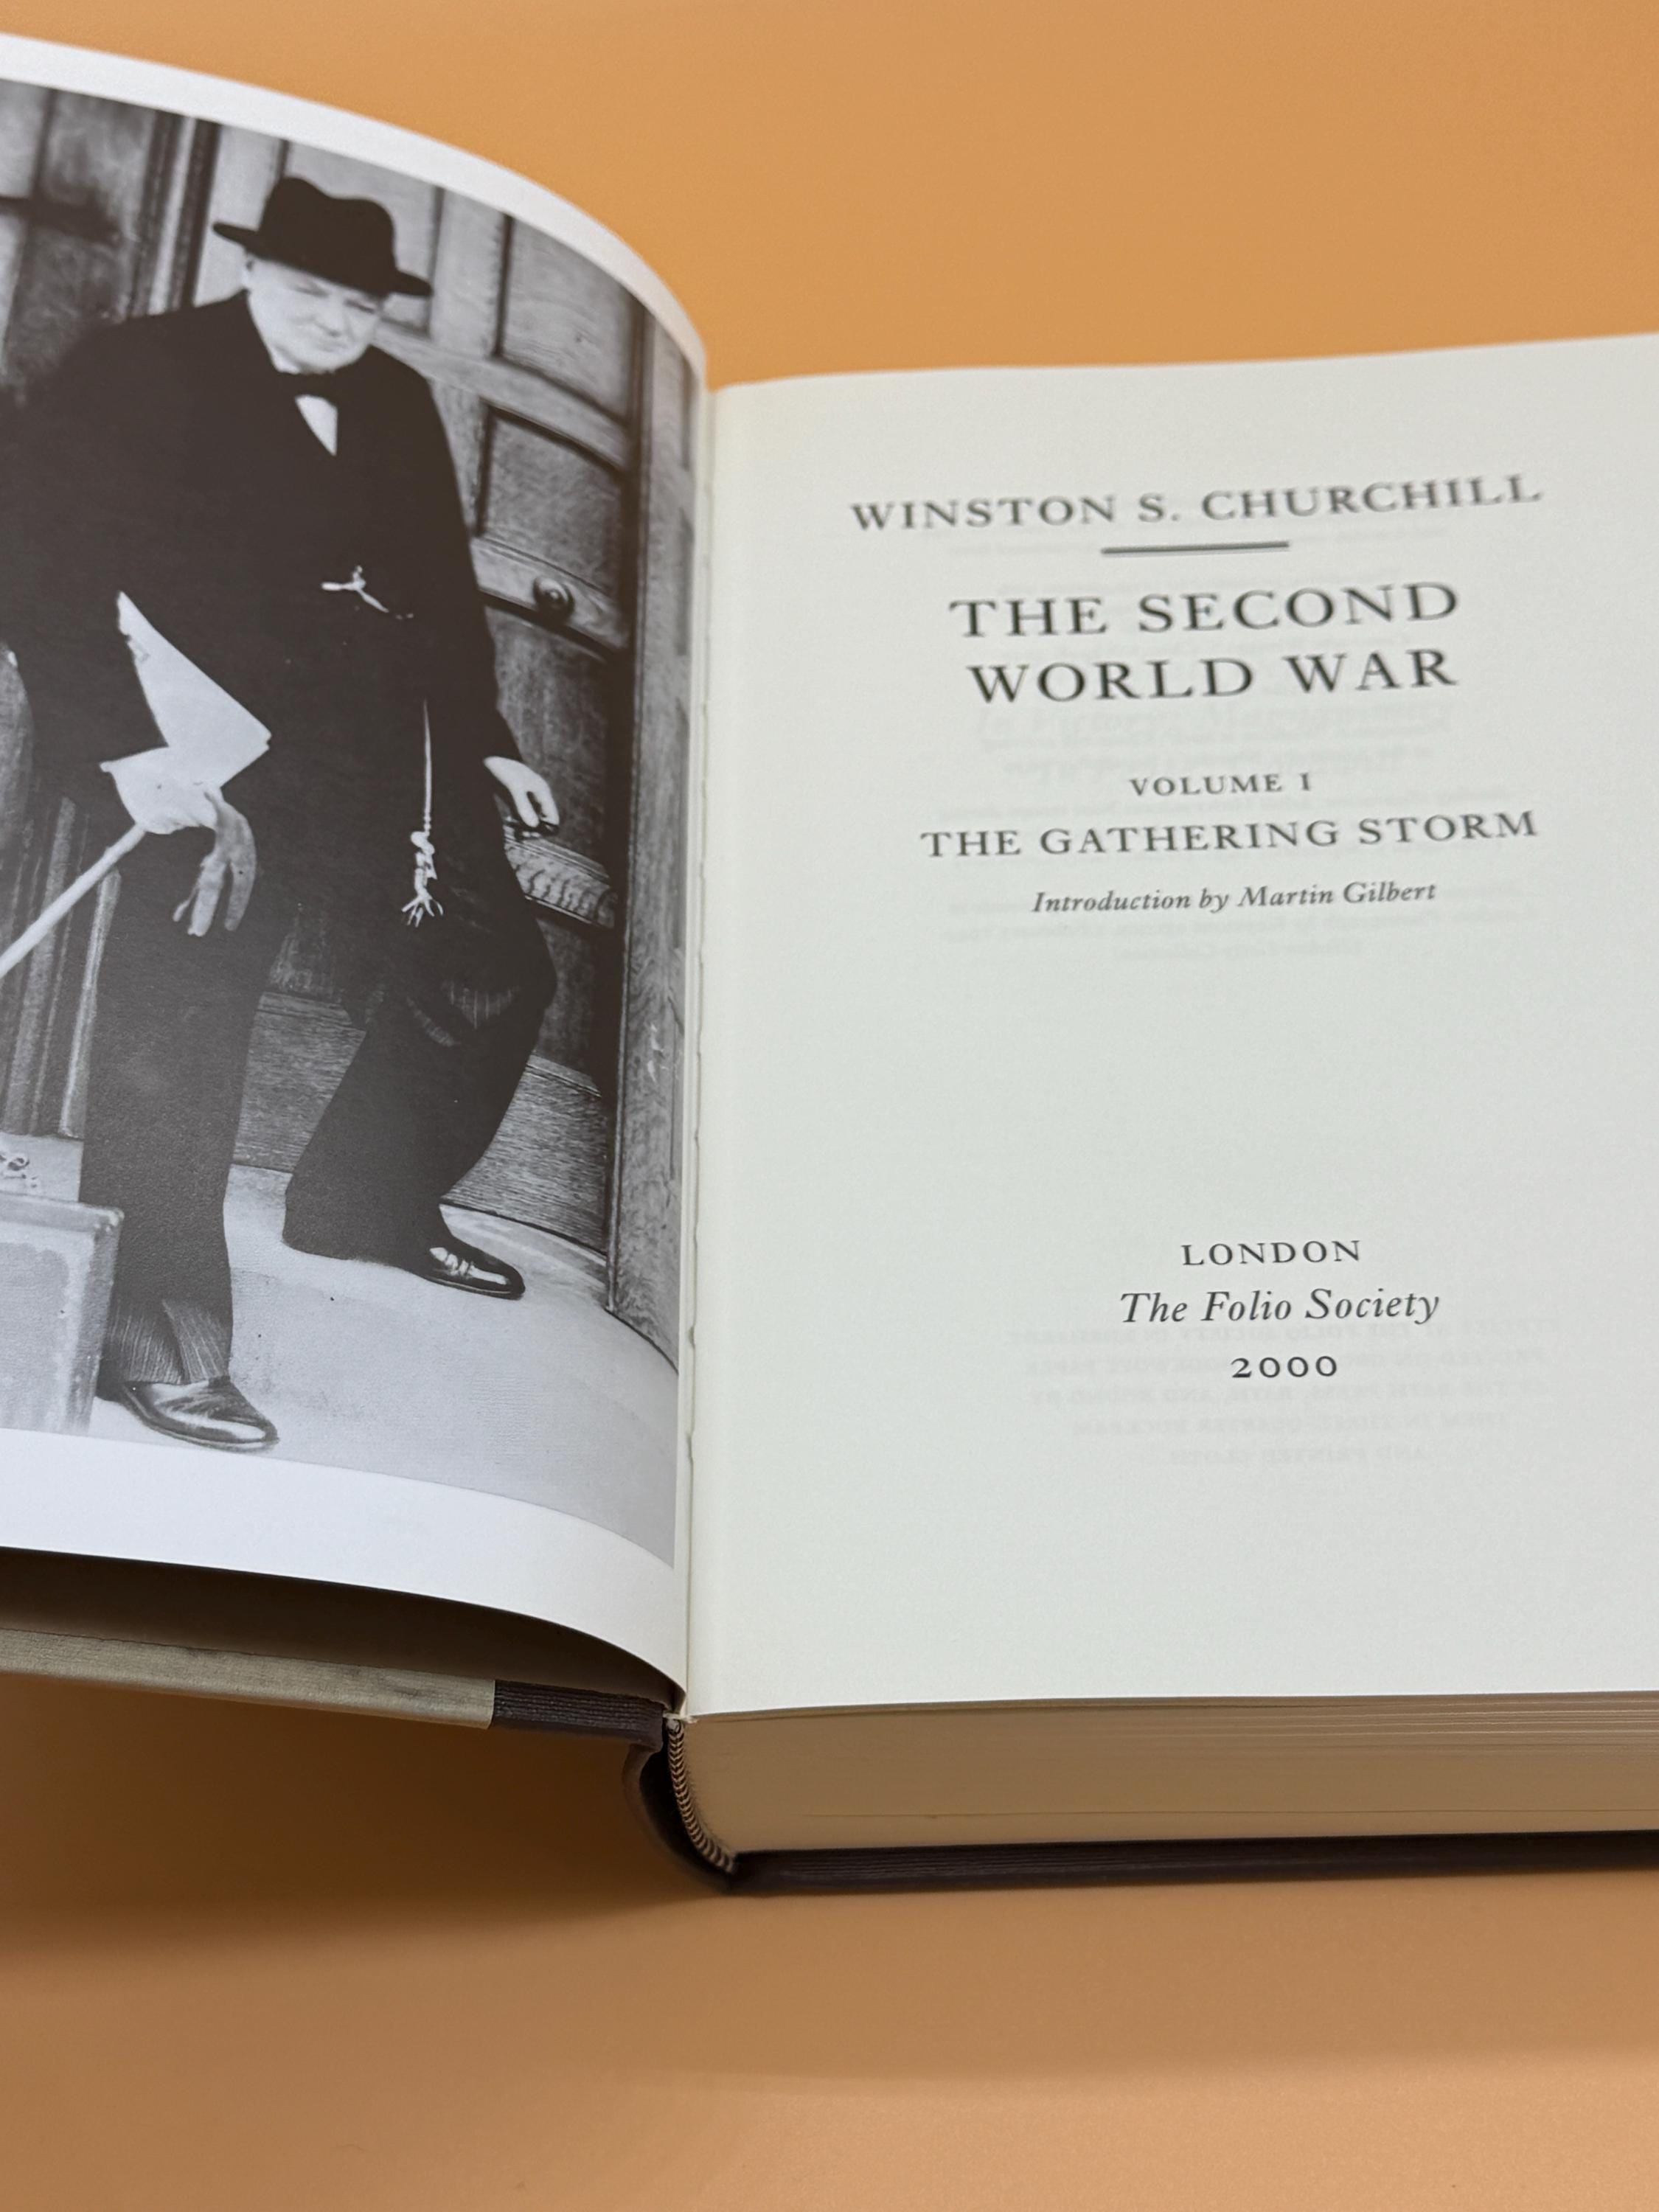 WINSTON S. CHURCHILL
THE SECOND
WORLD WAR
VOLUME I
THE GATHERING STORM
Introduction by Martin Gilbert
LONDON
The Folio Society
2000